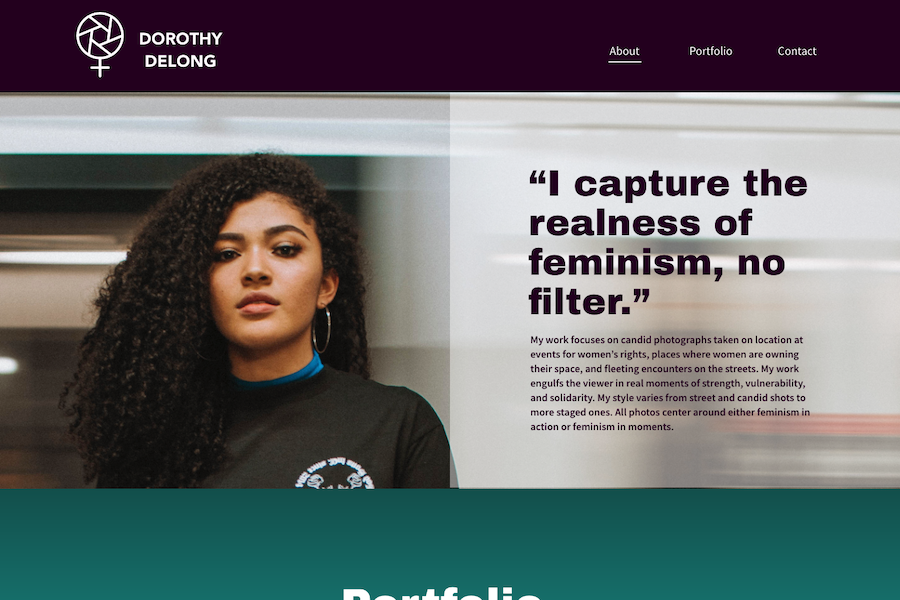 DOROTHY
DELONG
About
Portfolio
Contact
“I capture the
realness of
feminism, no
filter.”
My work focuses on candid photographs taken on location at
events for women's rights, places where women are owning
their space, and fleeting encounters on the streets. My work
engulfs the viewer in real moments of strength, vulnerability,
and solidarity. My style varies from street and candid shots to
more staged ones. All photos center around either feminism in
action or feminism in moments.
Portfolio